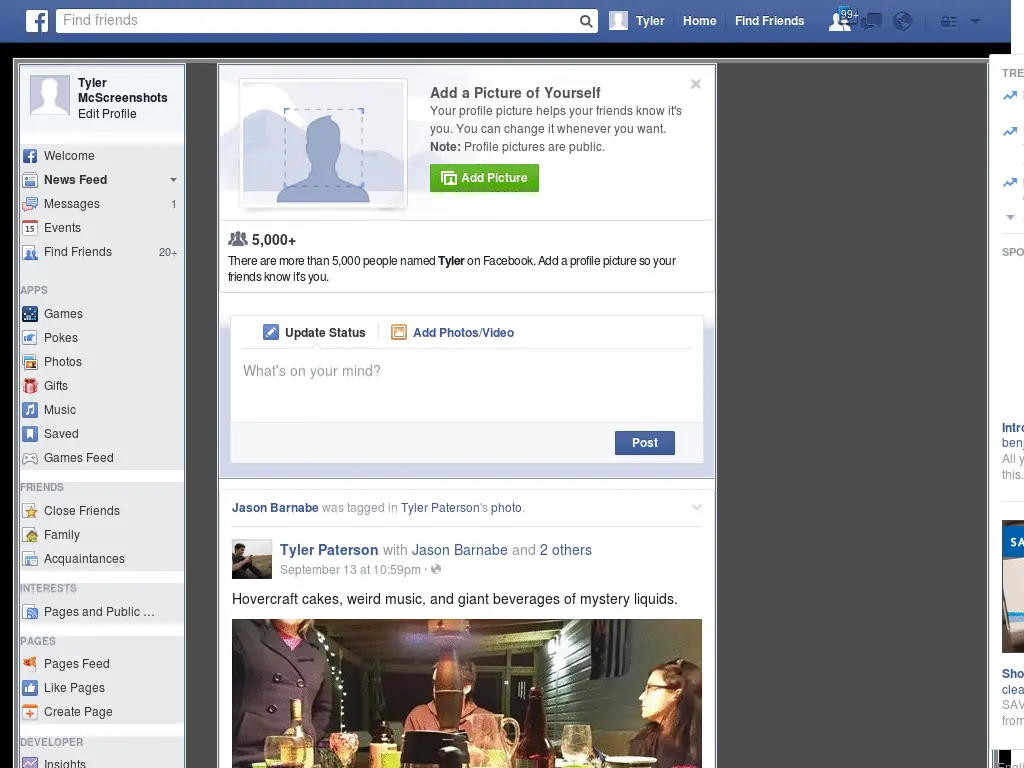 Find friends
Tyler
Home
Find Friends
99+
Tyler
McScreenshots
Edit Profile
Welcome
News Feed
Messages 1
15 Events
Find Friends 20+
APPS
Games
Pokes
Photos
Gifts
Music
Saved
Games Feed
FRIENDS
Close Friends
Family
Acquaintances
INTERESTS
Pages and Public ...
PAGES
Pages Feed
Like Pages
Create Page
DEVELOPER
Insights
Add a Picture of Yourself
Your profile picture helps your friends know it's
you. You can change it whenever you want.
Note: Profile pictures are public.
Add Picture
5,000+
There are more than 5,000 people named Tyler on Facebook. Add a profile picture so your
friends know it's you.
Update Status
Add Photos/Video
What's on your mind?
Post
Jason Barnabe was tagged in Tyler Paterson's photo.
Tyler Paterson with Jason Barnabe and 2 others
September 13 at 10:59pm ·
Hovercraft cakes, weird music, and giant beverages of mystery liquids.
TRE
SPO
Intro
benj
All y
this.
SA
Sho
clea
SAV
from